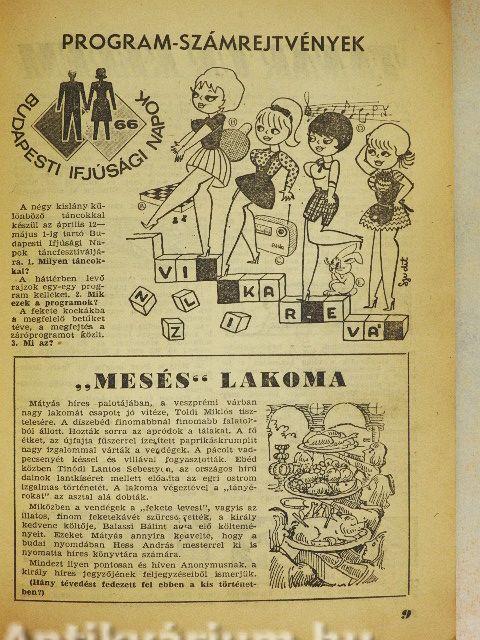 PROGRAM-SZÁMREJTVÉNYEK
BUDAPESTI IFJÚSÁGI NAPOK
66
A négy kislány kü-
lönböző táncokkal
készül az április 12—
május 1-ig tartó Bu-
dapesti Ifjúsági Na-
pok táncfesztiváljá-
ra. 1. Milyen táncok-
kal?
A háttérben levő
rajzok egy-egy prog-
ram kellékei. 2. Mik
ezek a programok?
A fekete kockákba
a megfelelő betűket
téve, a megfejtés a
záróprogramot közli.
3. Mi az?
VI
KA
R E
VÁ
N Z
Z L I
„MESÉS“ LAKOMA
Mátyás híres palotájában, a veszprémi várban
nagy lakomát csapott jó vitéze, Toldi Miklós tisz-
teletére. A díszebéd finomabbnál finomabb falatok-
ból állott. Hozták sorra az apródok a tálakat. A fő
étket, az újfajta fűszerrel ízesített paprikáskrumplit
nagy izgalommal várták a vendégek. A pácolt vad-
pecsenyét késsel és villával fogyasztották. Ebéd
közben Tinódi Lantos Sebestyén, az országos hírű
dalnok lantkíséret mellett előadta az egri ostrom
izgalmas történetét. A lakoma végeztével a „tányé-
rokat“ az asztal alá dobták.
Miközben a vendégek a „fekete levest“, vagyis az
illatos, finom feketekávét szürcsölgették, a király
kedvenc költője, Balassi Bálint adta elő költemé-
nyeit. Ezeket Mátyás annyira kedvelte, hogy a
budai nyomdában Hess András mesterrel ki is
nyomatta híres könyvtára számára.
Mindezt ilyen pontosan és híven Anonymusnak, a
király híres jegyzőjének feljegyzéseiből ismerjük.
(Hány tévedést fedezett fel ebben a kis történet-
ben?)
9
Antikvárium.hu